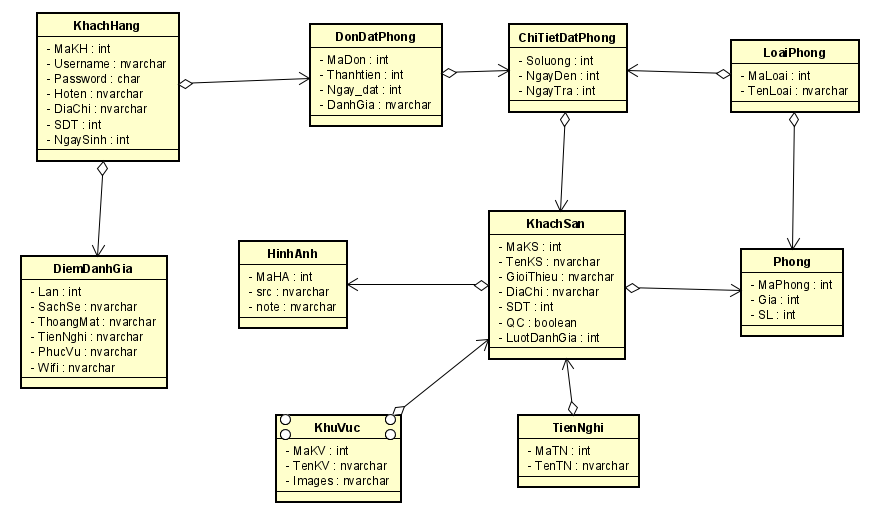 KhachHang
- MaKH : int
- Username : nvarchar
- Password : char
- Hoten : nvarchar
- DiaChi : nvarchar
- SDT : int
- NgaySinh : int
DonDatPhong
- MaDon : int
- Thanhtien : int
- Ngay_dat : int
- DanhGia : nvarchar
ChiTietDatPhong
- Soluong : int
- NgayDen : int
- NgayTra : int
LoaiPhong
- MaLoai : int
- TenLoai : nvarchar
DiemDanhGia
- Lan : int
- SachSe : nvarchar
- ThoangMat : nvarchar
- TienNghi : nvarchar
- PhucVu : nvarchar
- Wifi : nvarchar
HinhAnh
- MaHA : int
- src : nvarchar
- note : nvarchar
KhachSan
- MaKS : int
- TenKS : nvarchar
- GioiThieu : nvarchar
- DiaChi : nvarchar
- SDT : int
- QC : boolean
- LuotDanhGia : int
Phong
- MaPhong : int
- Gia : int
- SL : int
KhuVuc
- MaKV : int
- TenKV : nvarchar
- Images : nvarchar
TienNghi
- MaTN : int
- TenTN : nvarchar